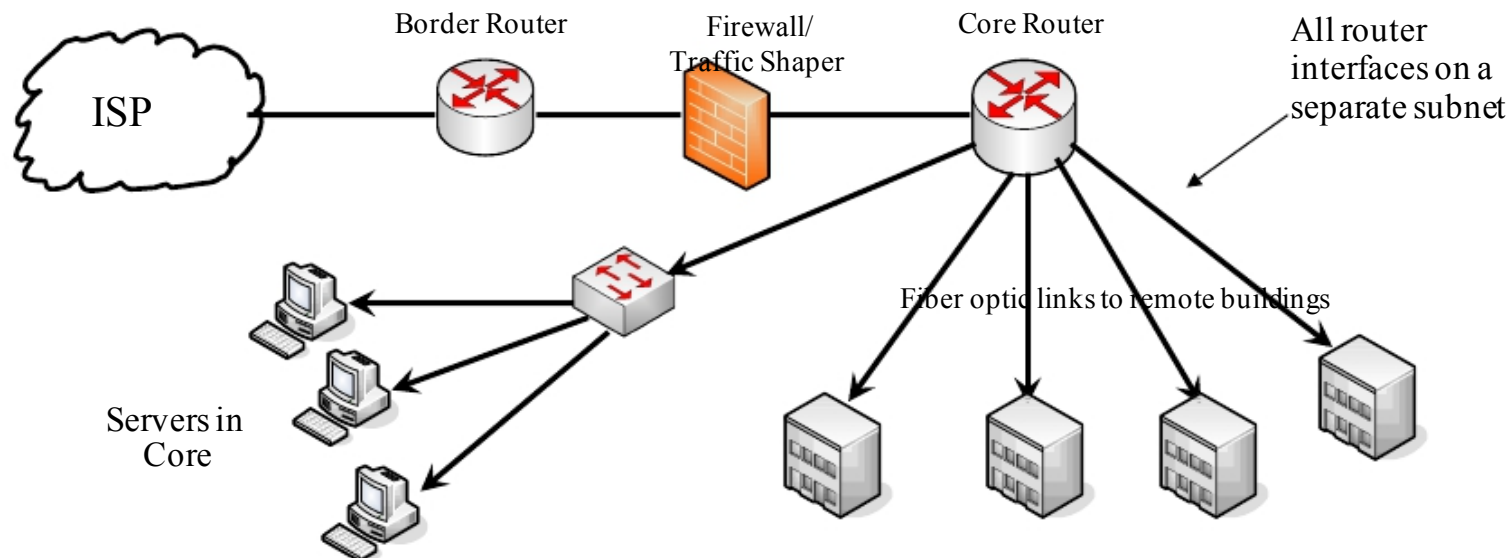 Border Router
Firewall/
Traffic Shaper
Core Router
All router
interfaces on a
separate subnet
ISP
Fiber optic links to remote buildings
Servers in
Core